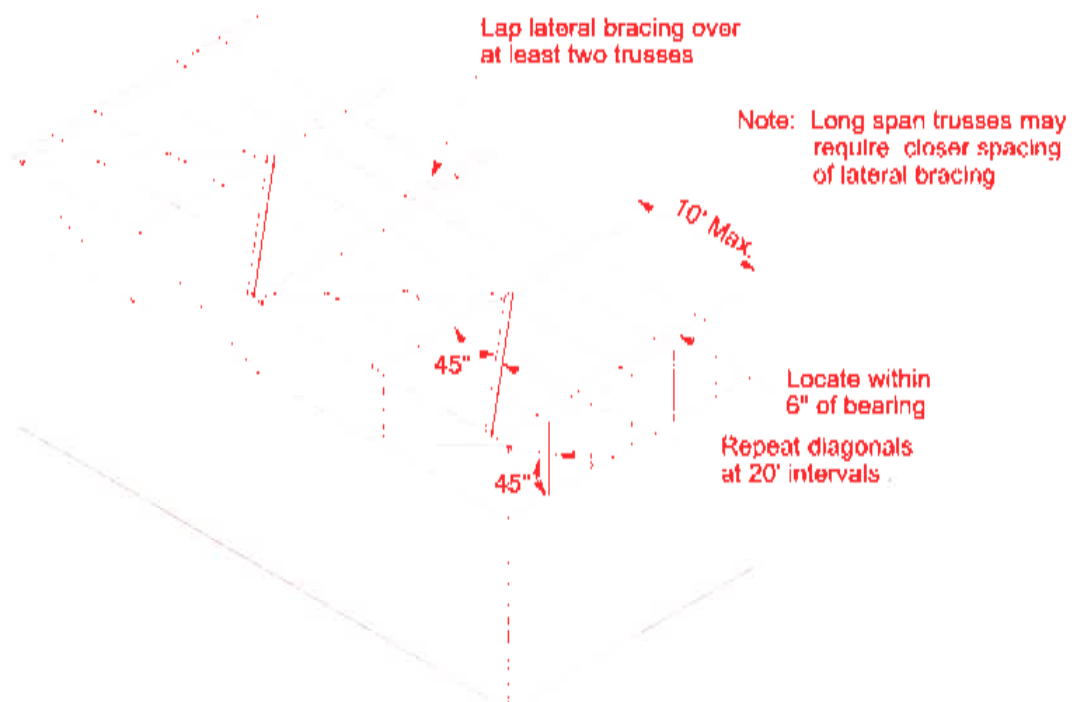 Lap lateral bracing over
at least two trusses
Note: Long span trusses may
require closer spacing
of lateral bracing
10' Max.
45°
Locate within
6" of bearing
Repeat diagonals
at 20' intervals
45°